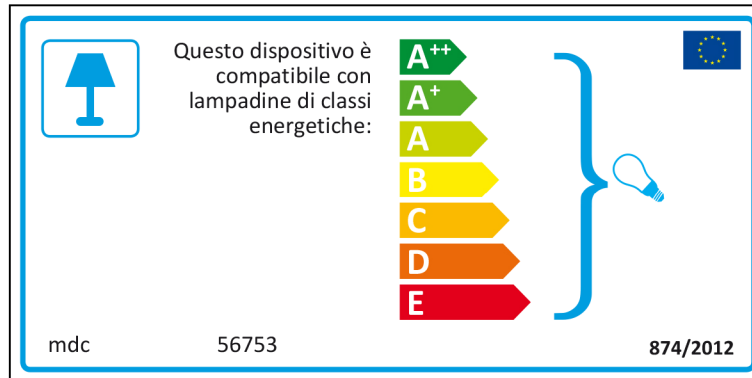 Questo dispositivo è
compatibile con
lampadine di classi
energetiche:
A++
A+
A
B
C
D
E
mdc 56753 874/2012